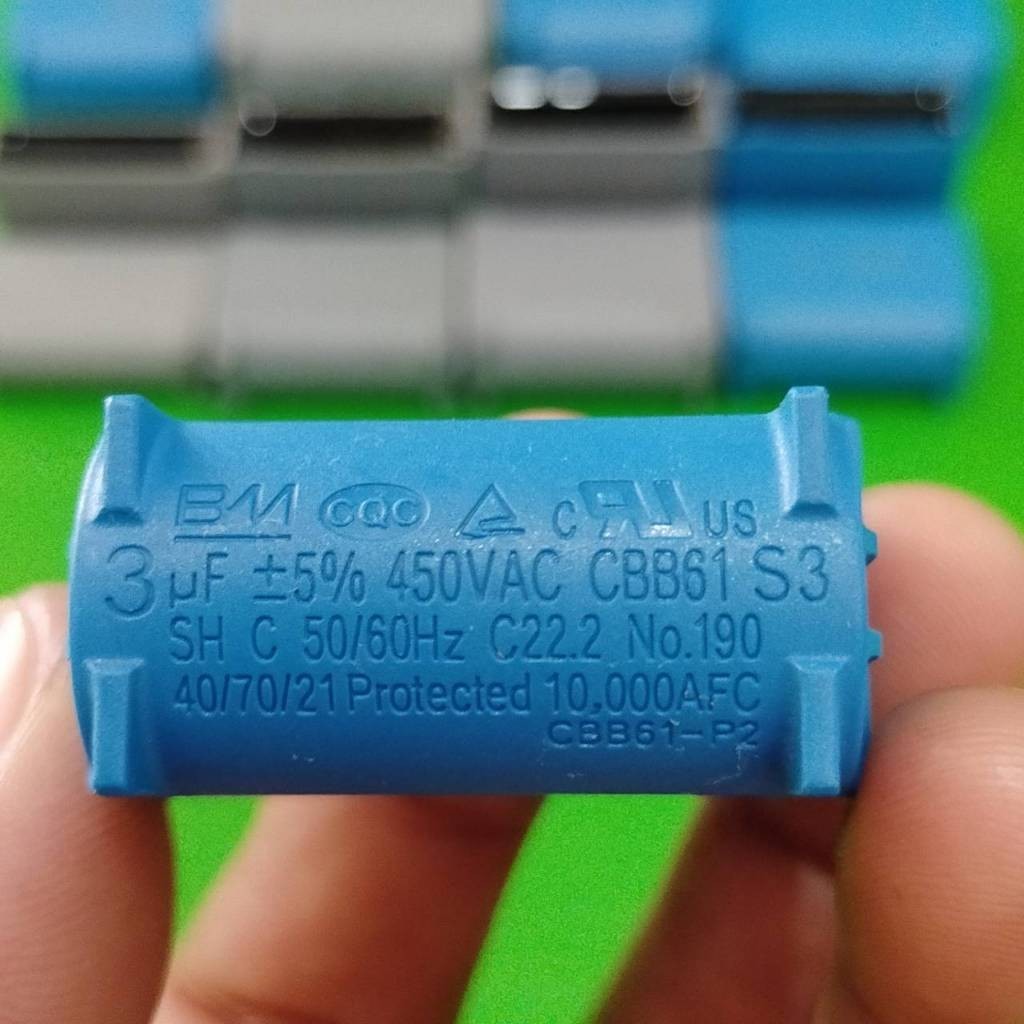 BM CQC c RU US
3 µF ±5% 450VAC CBB61 S3
SH C 50/60Hz C22.2 No.190
40/70/21 Protected 10,000AFC
CBB61-P2